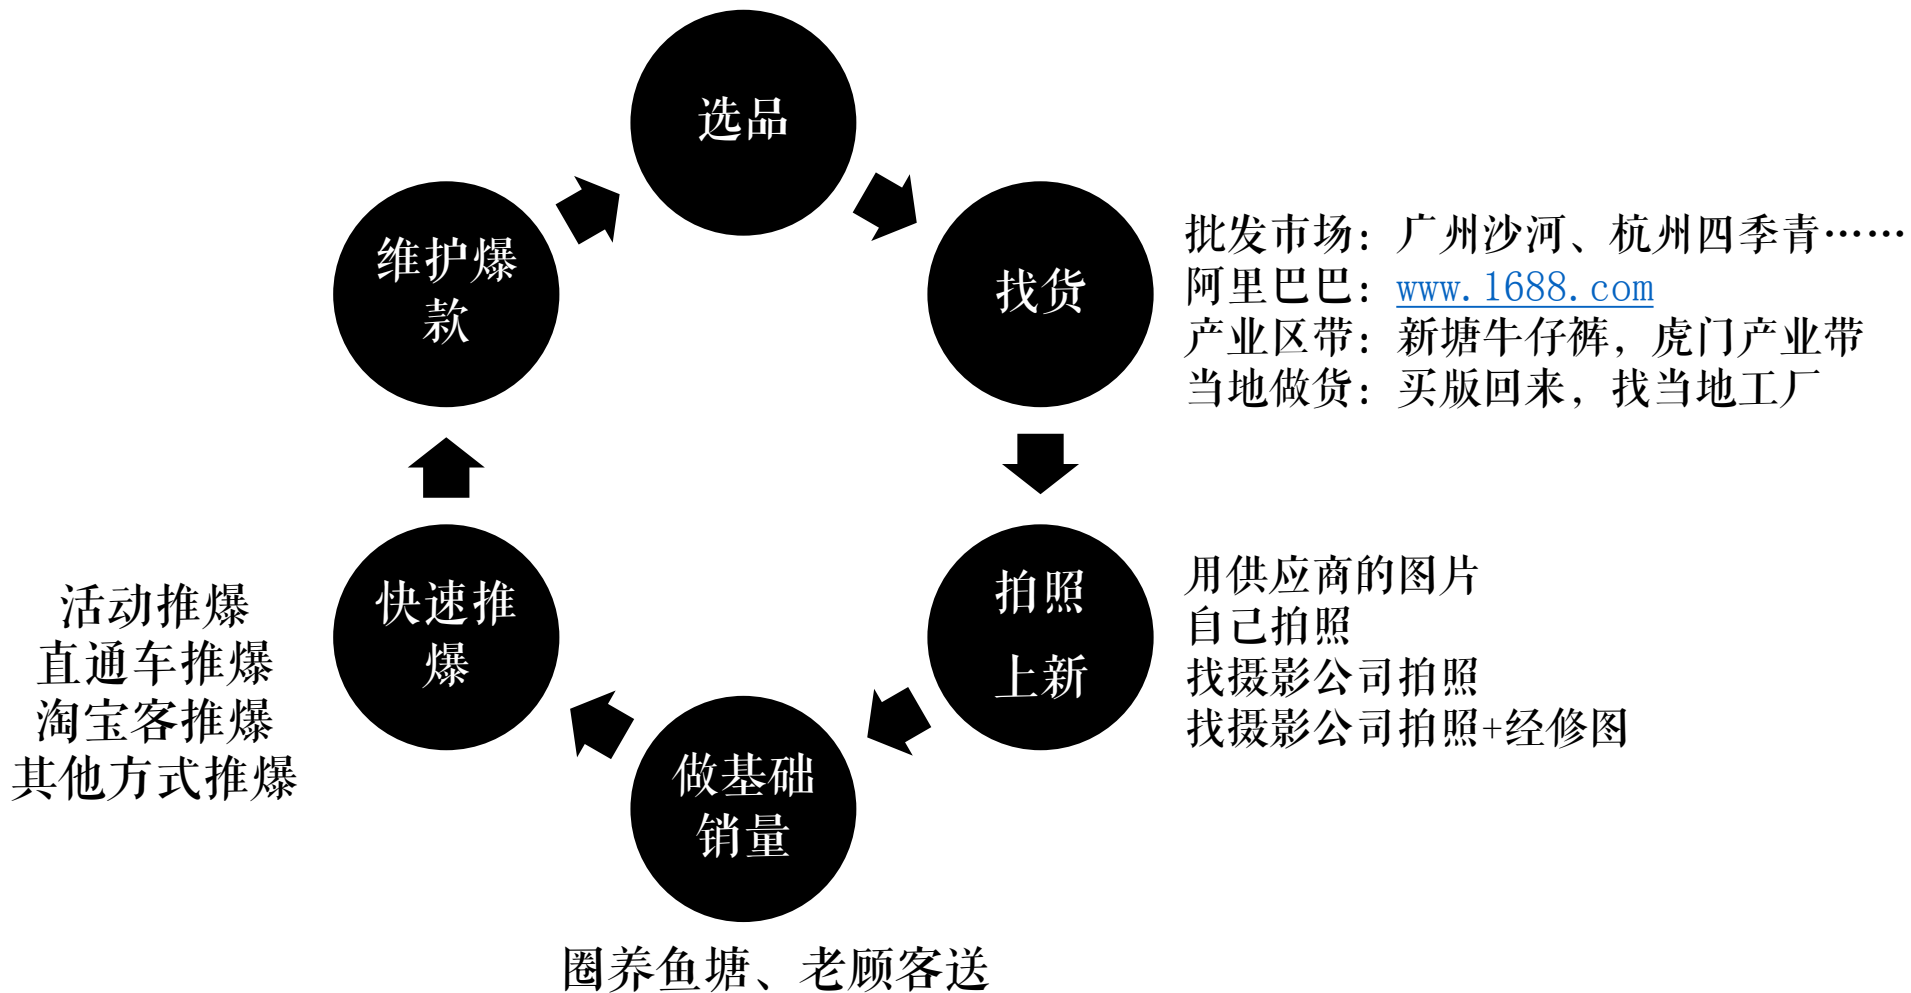 选品
找货
批发市场：广州沙河、杭州四季青……
阿里巴巴：www.1688.com
产业区带：新塘牛仔裤，虎门产业带
当地做货：买版回来，找当地工厂
拍照
上新
用供应商的图片
自己拍照
找摄影公司拍照
找摄影公司拍照+经修图
做基础
销量
圈养鱼塘、老顾客送
快速推
爆
活动推爆
直通车推爆
淘宝客推爆
其他方式推爆
维护爆
款